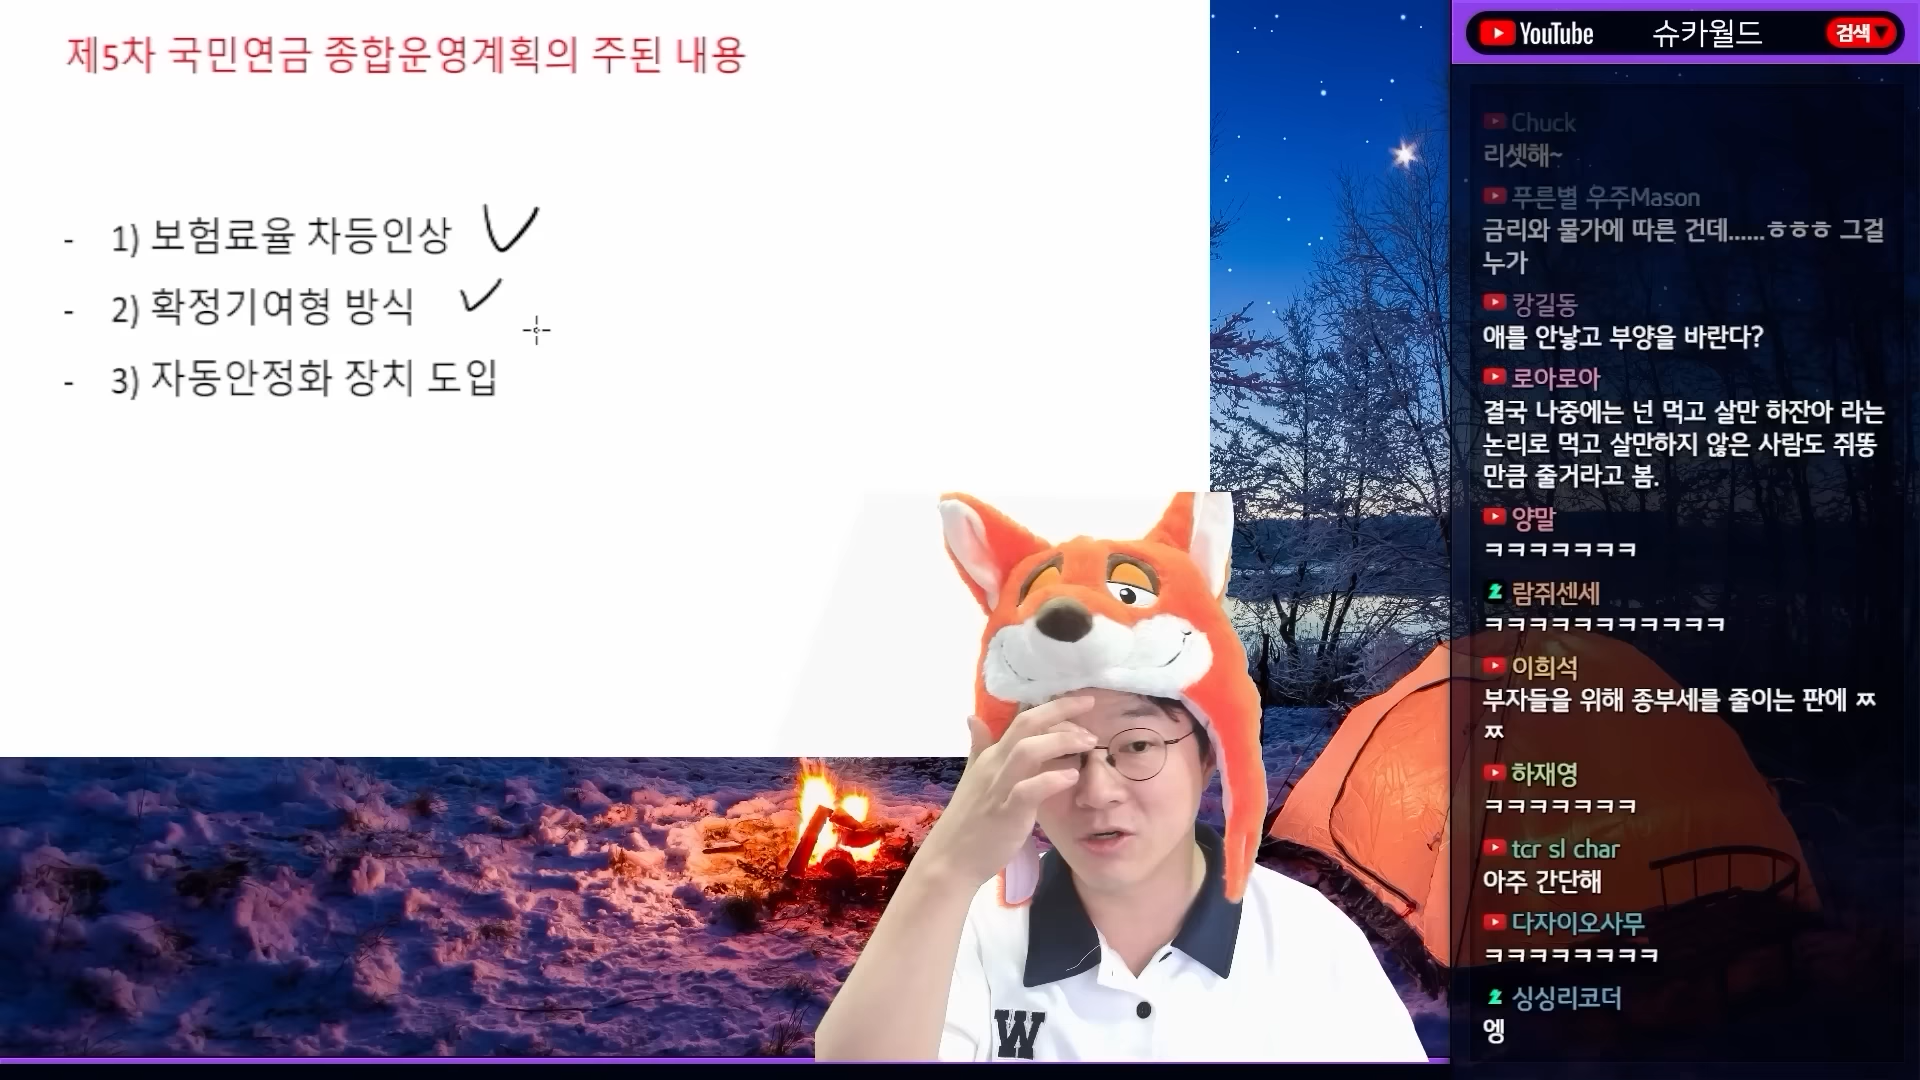 제5차 국민연금 종합운영계획의 주된 내용
- 1) 보험료율 차등인상
- 2) 확정기여형 방식
- 3) 자동안정화 장치 도입
W
YouTube 슈카월드 검색
Chuck
리셋해~
푸른별 우주Mason
금리와 물가에 따른 건데......ㅎㅎㅎ 그걸
누가
캉길동
애를 안낳고 부양을 바란다?
로아로아
결국 나중에는 넌 먹고 살만 하잔아 라는
논리로 먹고 살만하지 않은 사람도 쥐똥
만큼 줄거라고 봄.
양말
ㅋㅋㅋㅋㅋㅋㅋ
람쥐센세
ㅋㅋㅋㅋㅋㅋㅋㅋㅋㅋㅋ
이희석
부자들을 위해 종부세를 줄이는 판에 ㅉ
ㅉ
하재영
ㅋㅋㅋㅋㅋㅋㅋ
tcr sl char
아주 간단해
다자이오사무
ㅋㅋㅋㅋㅋㅋㅋㅋ
싱싱리코더
엥